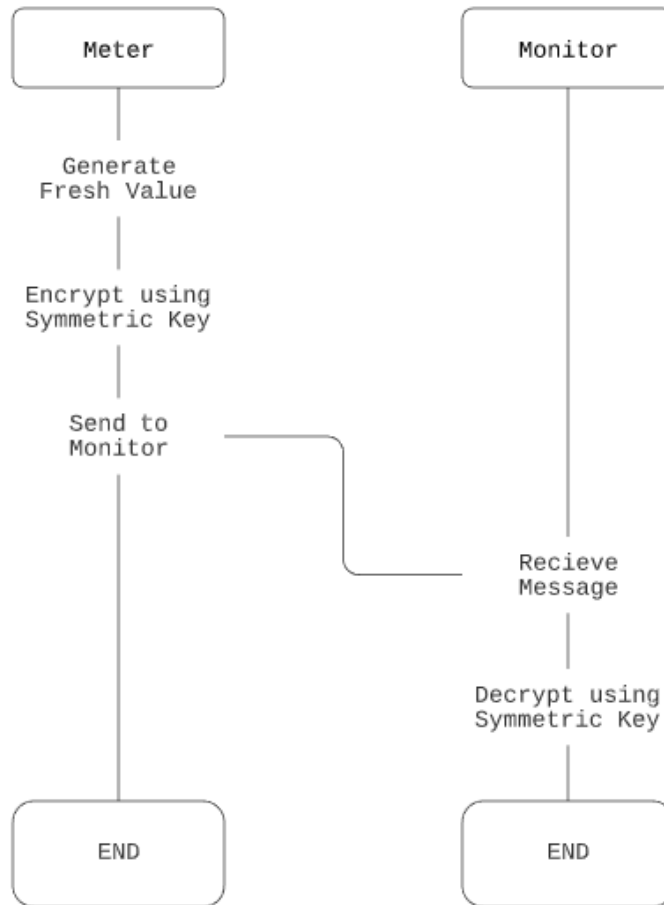 Meter
Monitor
Generate
Fresh Value
Encrypt using
Symmetric Key
Send to
Monitor
Recieve
Message
Decrypt using
Symmetric Key
END
END